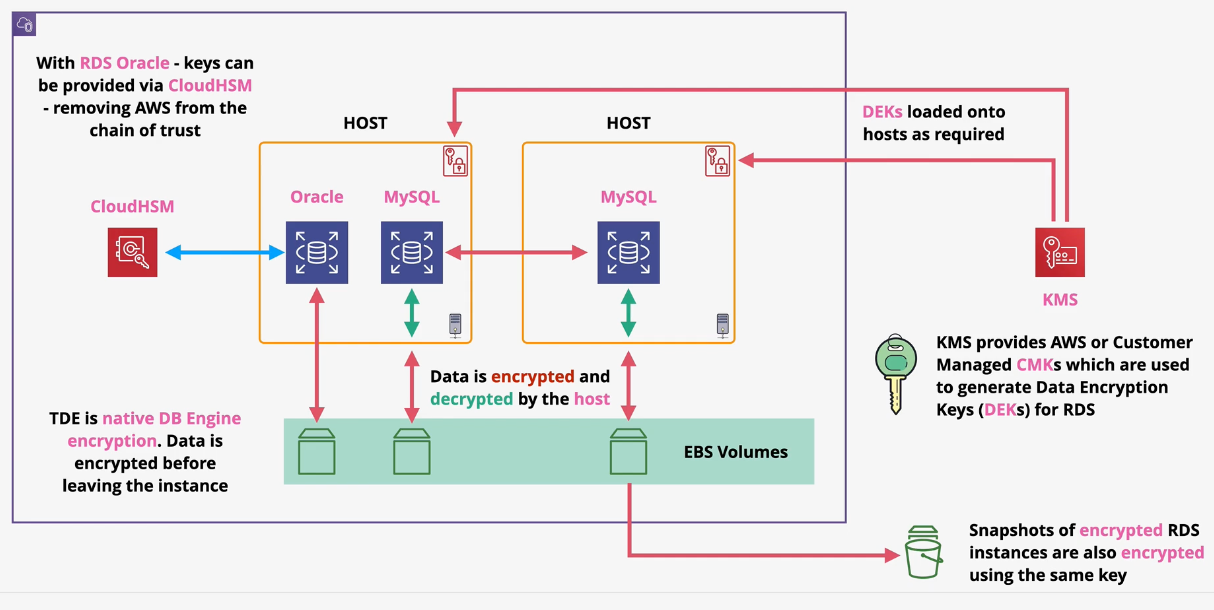 With RDS Oracle - keys can
be provided via CloudHSM
- removing AWS from the
chain of trust
HOST
HOST
DEKs loaded onto
hosts as required
CloudHSM
Oracle
MySQL
MySQL
KMS
KMS provides AWS or Customer
Managed CMKs which are used
to generate Data Encryption
Keys (DEKs) for RDS
Data is encrypted and
decrypted by the host
TDE is native DB Engine
encryption. Data is
encrypted before
leaving the instance
EBS Volumes
Snapshots of encrypted RDS
instances are also encrypted
using the same key